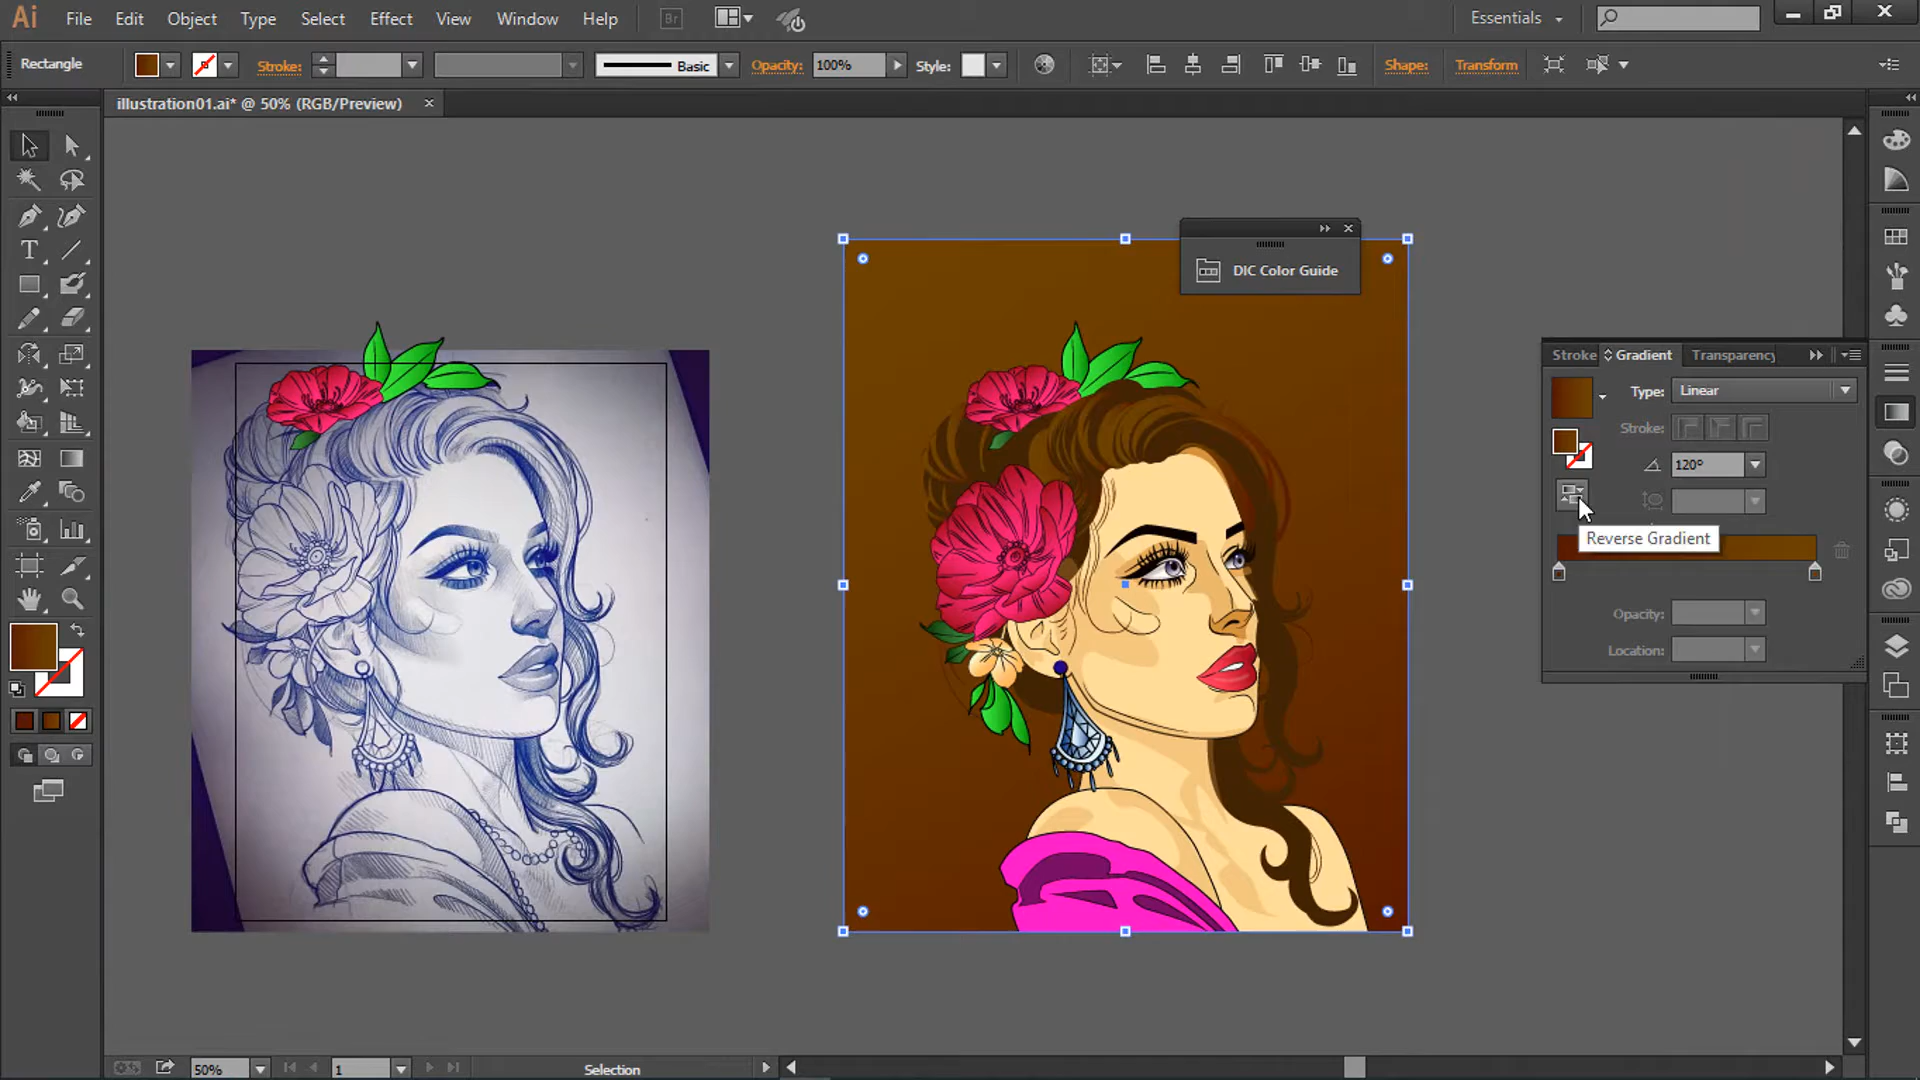 Ai File Edit Object Type Select Effect View Window Help Br Essentials
Rectangle Stroke: Basic Opacity: 100% Style: Shape: Transform
illustration01.ai* @ 50% (RGB/Preview)
DIC Color Guide
Stroke Gradient Transparency
Type: Linear
Stroke:
120°
Reverse Gradient
Opacity:
Location:
50% 1 Selection